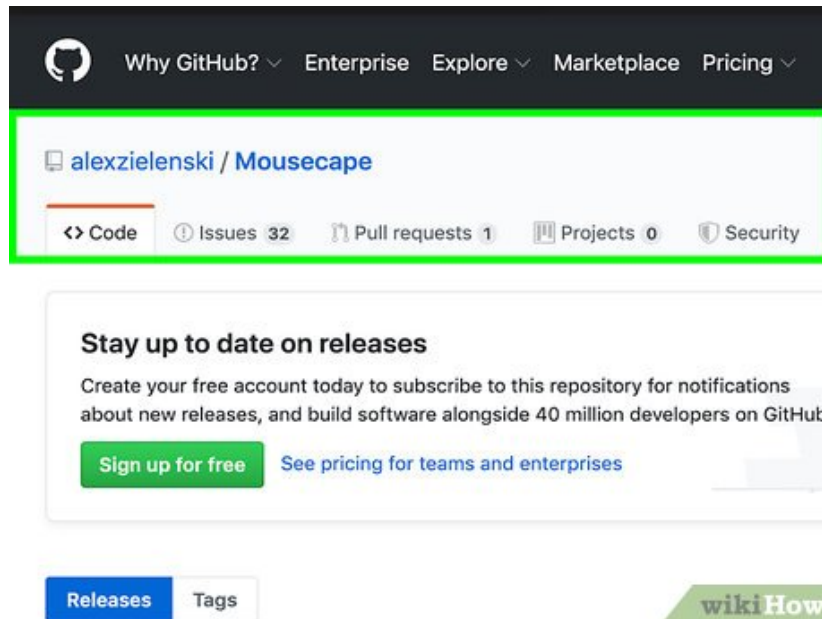 Why GitHub? Enterprise Explore Marketplace Pricing
alexzielenski / Mousecape
<> Code Issues 32 Pull requests 1 Projects 0 Security
Stay up to date on releases
Create your free account today to subscribe to this repository for notifications
about new releases, and build software alongside 40 million developers on GitHub
Sign up for free See pricing for teams and enterprises
Releases Tags
wikiHow